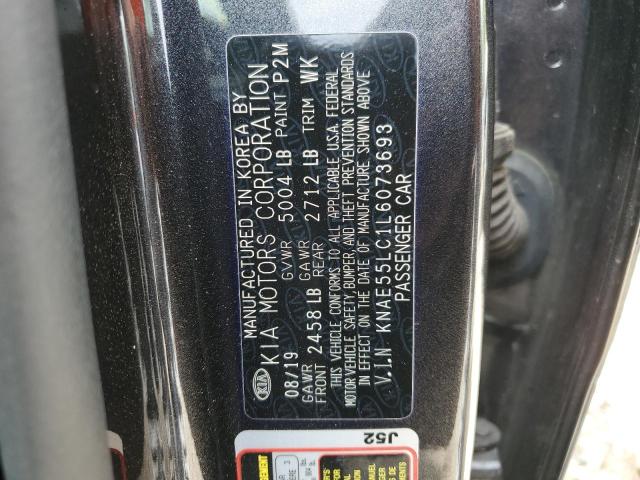 MANUFACTURED IN KOREA BY
KIA KIA MOTORS CORPORATION
08/19 GVWR 5004 LB PAINT P2M
GAWR FRONT 2458 LB GAWR REAR 2712 LB TRIM WK
THIS VEHICLE CONFORMS TO ALL APPLICABLE U.S.A. FEDERAL
MOTOR VEHICLE SAFETY, BUMPER, AND THEFT PREVENTION STANDARDS
IN EFFECT ON THE DATE OF MANUFACTURE SHOWN ABOVE
V.I.N KNAE55LC1L6073693
PASSENGER CAR
J52